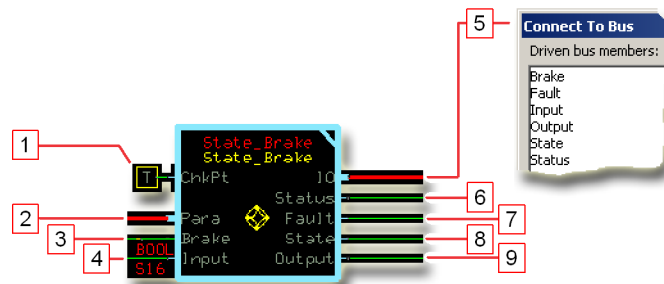 5
Connect To Bus
Driven bus members:
Brake
Fault
Input
Output
State
Status
1
State_Brake
State_Brake
T ChkPt IO
Status 6
2 Para Fault 7
3 Brake State 8
BOOL
4 Input Output 9
S16